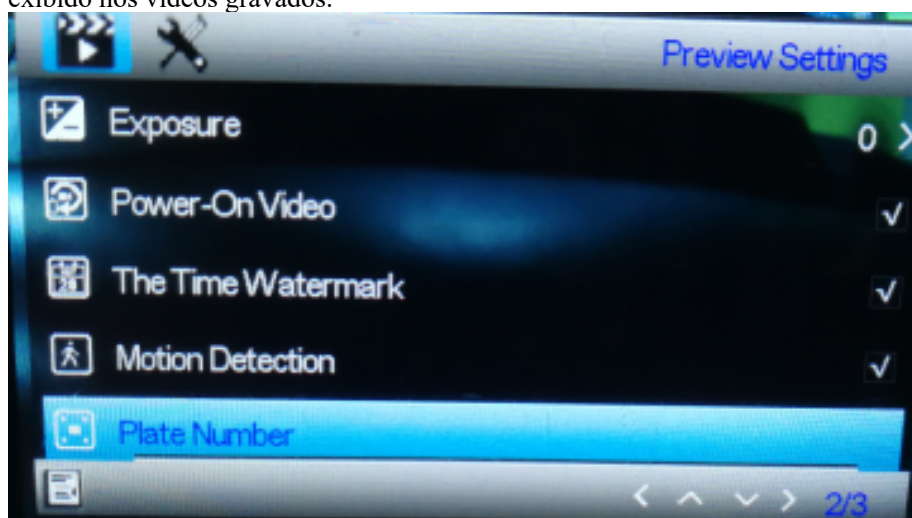 exibido nos vídeos gravados.
Preview Settings
Exposure 0 >
Power-On Video √
The Time Watermark √
Motion Detection √
Plate Number
2/3